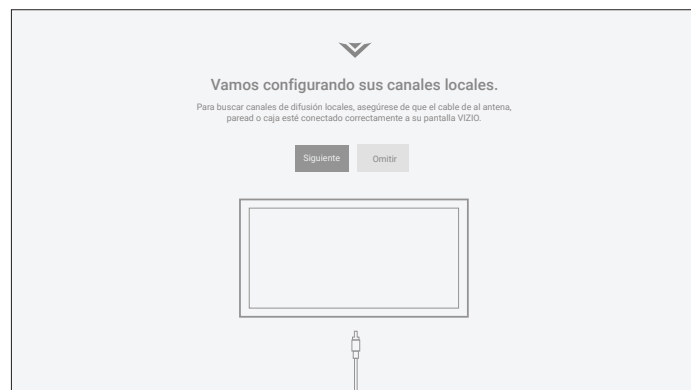 Vamos configurando sus canales locales.
Para buscar canales de difusión locales, asegúrese de que el cable de al antena,
paread o caja esté conectado correctamente a su pantalla VIZIO.
Siguiente
Omitir